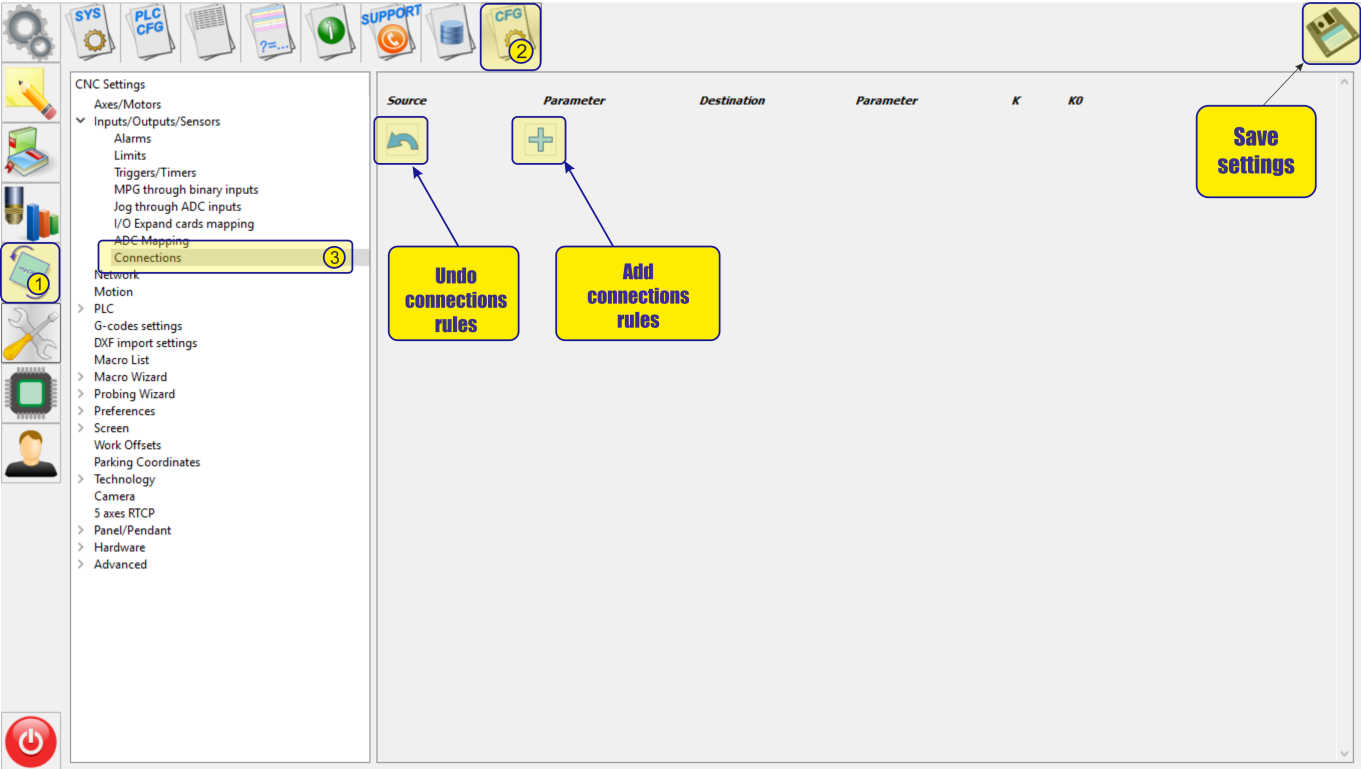 SYS
PLC
CFG
?=...
SUPPORT
CFG
2
CNC Settings
Axes/Motors
Inputs/Outputs/Sensors
Alarms
Limits
Triggers/Timers
MPG through binary inputs
Jog through ADC inputs
I/O Expand cards mapping
ADC Mapping
Connections
3
Network
Motion
PLC
G-codes settings
DXF import settings
Macro List
Macro Wizard
Probing Wizard
Preferences
Screen
Work Offsets
Parking Coordinates
Technology
Camera
5 axes RTCP
Panel/Pendant
Hardware
Advanced
1
Source Parameter Destination Parameter K K0
Undo
connections
rules
Add
connections
rules
Save
settings